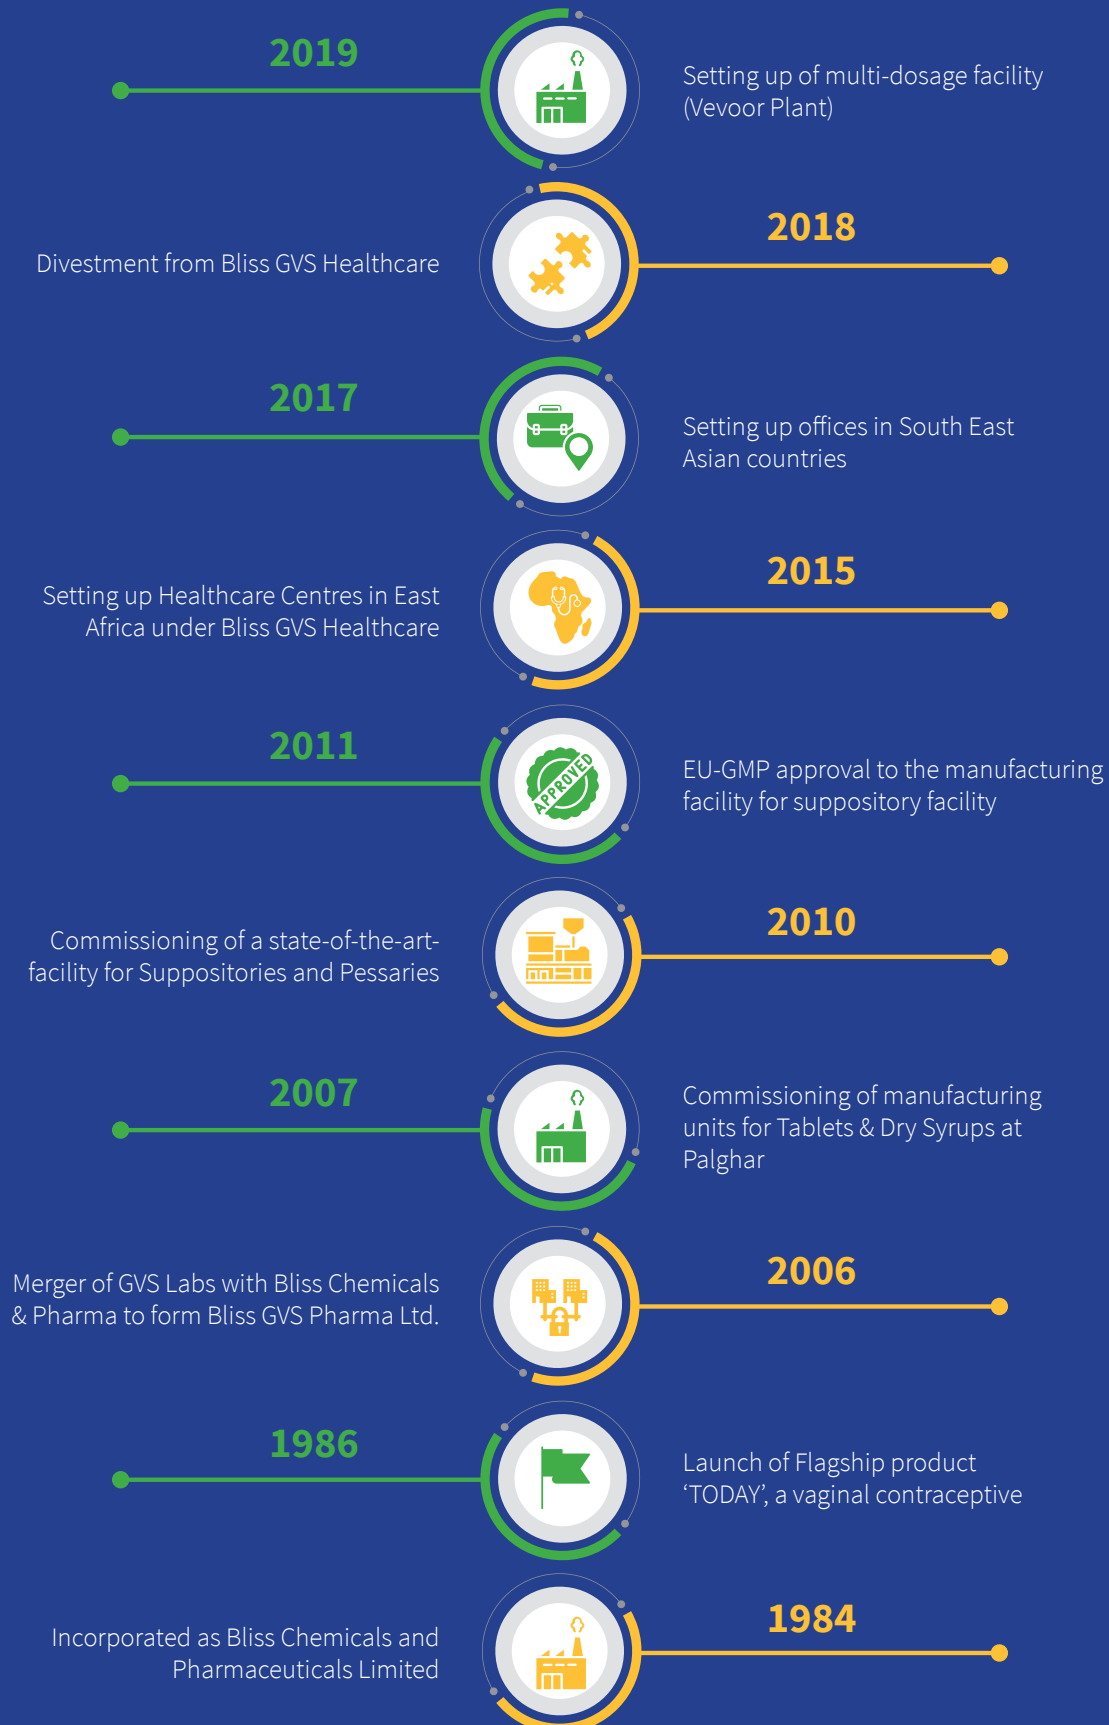 2019
Setting up of multi-dosage facility
(Vevoor Plant)
2018
Divestment from Bliss GVS Healthcare
2017
Setting up offices in South East
Asian countries
2015
Setting up Healthcare Centres in East
Africa under Bliss GVS Healthcare
2011
APPROVED
EU-GMP approval to the manufacturing
facility for suppository facility
2010
Commissioning of a state-of-the-art-
facility for Suppositories and Pessaries
2007
Commissioning of manufacturing
units for Tablets & Dry Syrups at
Palghar
2006
Merger of GVS Labs with Bliss Chemicals
& Pharma to form Bliss GVS Pharma Ltd.
1986
Launch of Flagship product
‘TODAY’, a vaginal contraceptive
1984
Incorporated as Bliss Chemicals and
Pharmaceuticals Limited